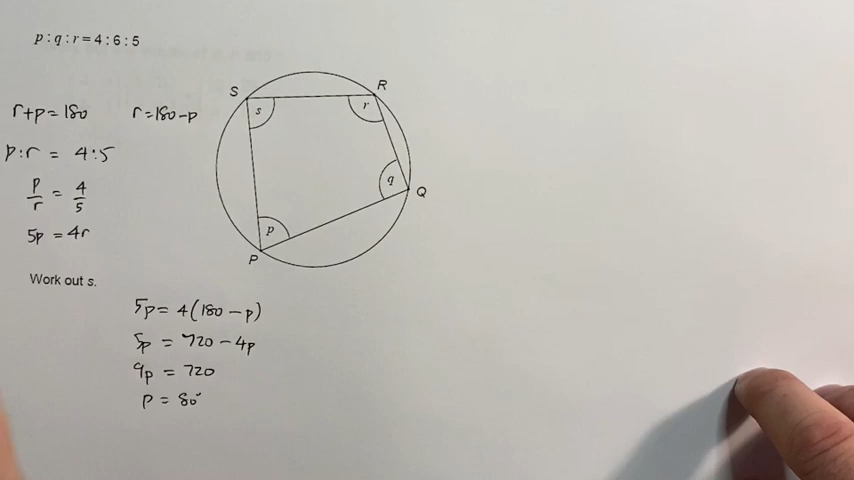 p : q : r = 4 : 6 : 5
S
R
s
r
r+p=180 r=180-p
p:r = 4:5
p/r = 4/5
q
Q
5p = 4r
p
P
Work out s.
5p = 4(180 - p)
5p = 720 - 4p
9p = 720
p = 80°